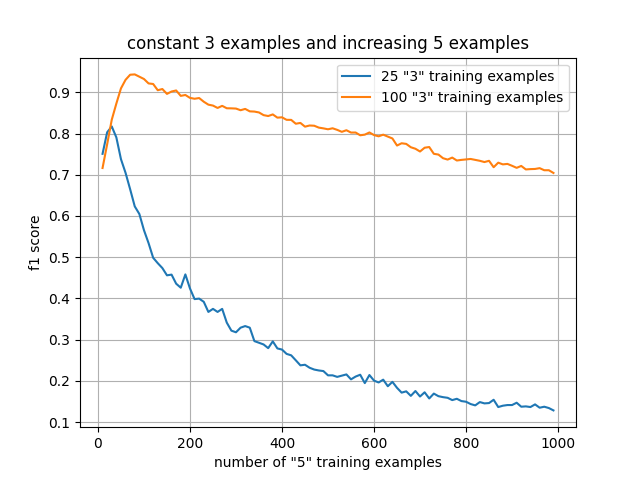 constant 3 examples and increasing 5 examples
25 "3" training examples
100 "3" training examples
f1 score
0.9
0.8
0.7
0.6
0.5
0.4
0.3
0.2
0.1
0 200 400 600 800 1000
number of "5" training examples